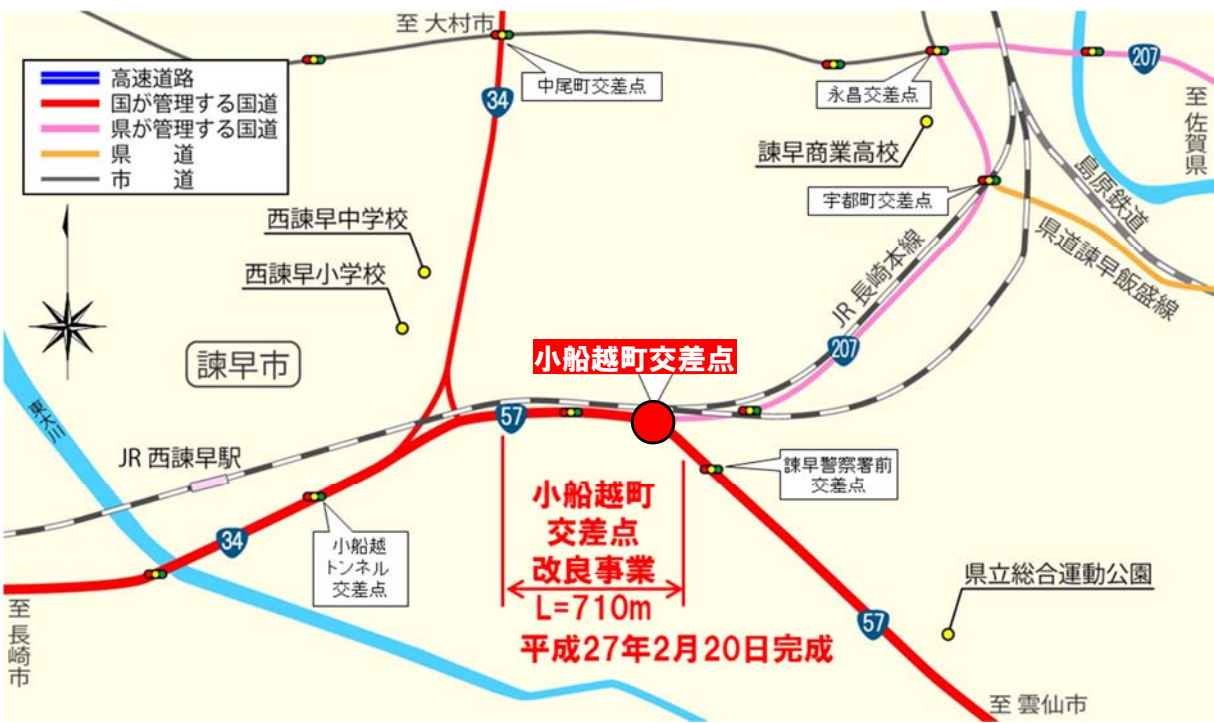 至 大村市
高速道路
国が管理する国道
県が管理する国道
県　　道
市　　道
34
中尾町交差点
永昌交差点
207
至 佐賀県
諫早商業高校
宇都町交差点
島原鉄道
県道諫早飯盛線
JR 長崎本線
西諫早中学校
西諫早小学校
諫早市
小船越町交差点
207
57
東大川
JR 西諫早駅
諫早警察署前
交差点
小船越町
交差点
改良事業
L=710m
平成27年2月20日完成
34
小船越
トンネル
交差点
県立総合運動公園
57
至 長崎市
至 雲仙市